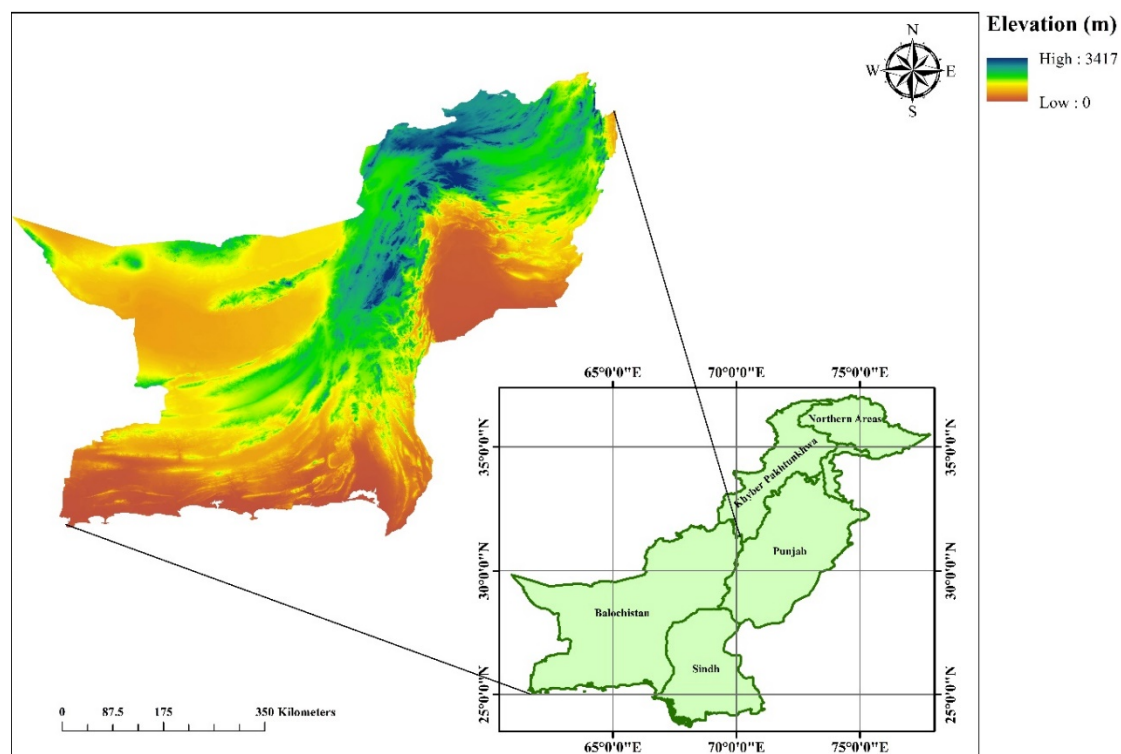 Elevation (m)
High : 3417
Low : 0
N
W E
S
65°0'0"E 70°0'0"E 75°0'0"E
35°0'0"N 35°0'0"N
30°0'0"N 30°0'0"N
25°0'0"N 25°0'0"N
Northern Areas
Khyber Pakhtunkhwa
Punjab
Balochistan
Sindh
65°0'0"E 70°0'0"E 75°0'0"E
0 87.5 175 350 Kilometers